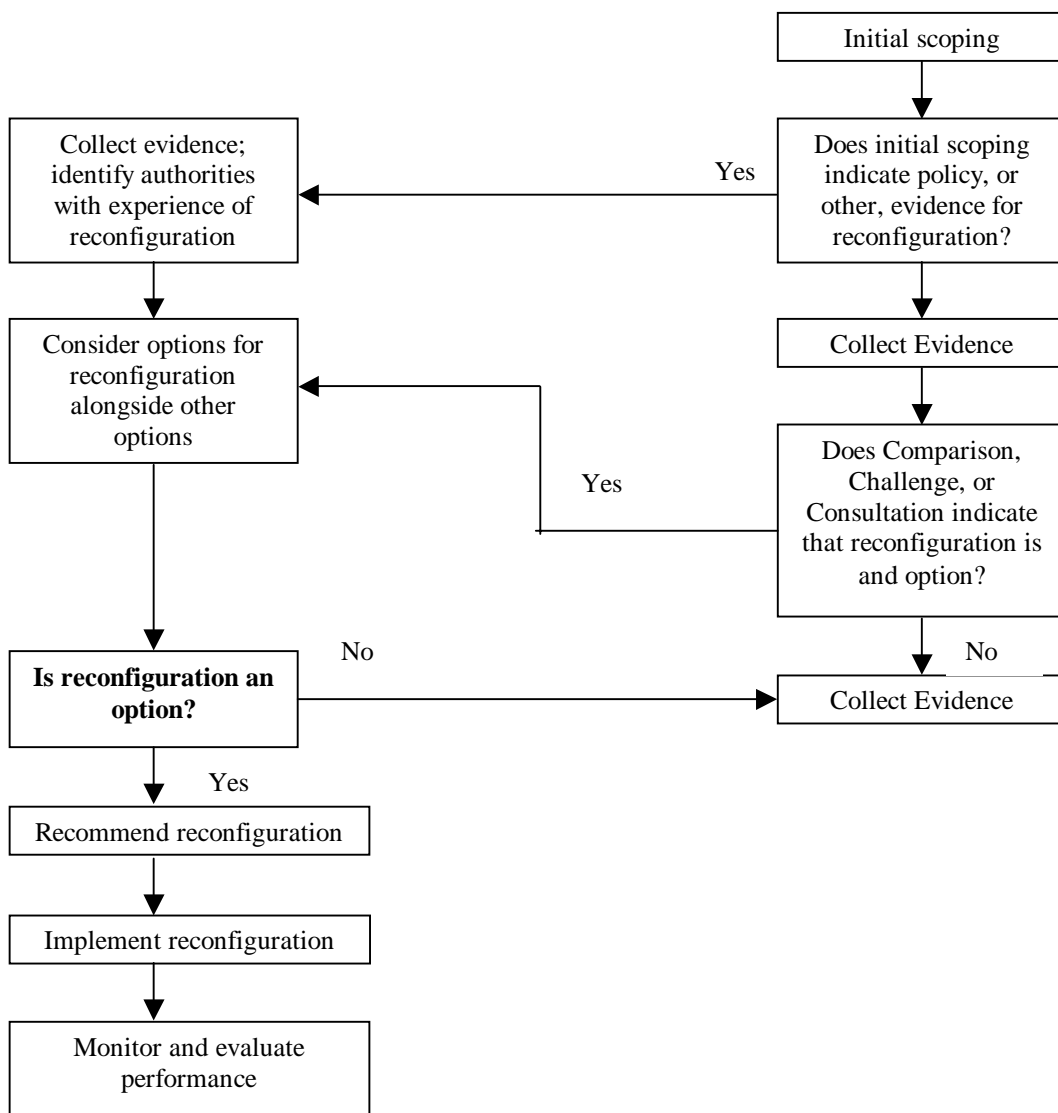 Initial scoping
Does initial scoping
indicate policy, or
other, evidence for
reconfiguration?
Yes
Collect evidence;
identify authorities
with experience of
reconfiguration
Collect Evidence
Consider options for
reconfiguration
alongside other
options
Does Comparison,
Challenge, or
Consultation indicate
that reconfiguration is
and option?
Yes
No
Is reconfiguration an
option?
No
Collect Evidence
Yes
Recommend reconfiguration
Implement reconfiguration
Monitor and evaluate
performance